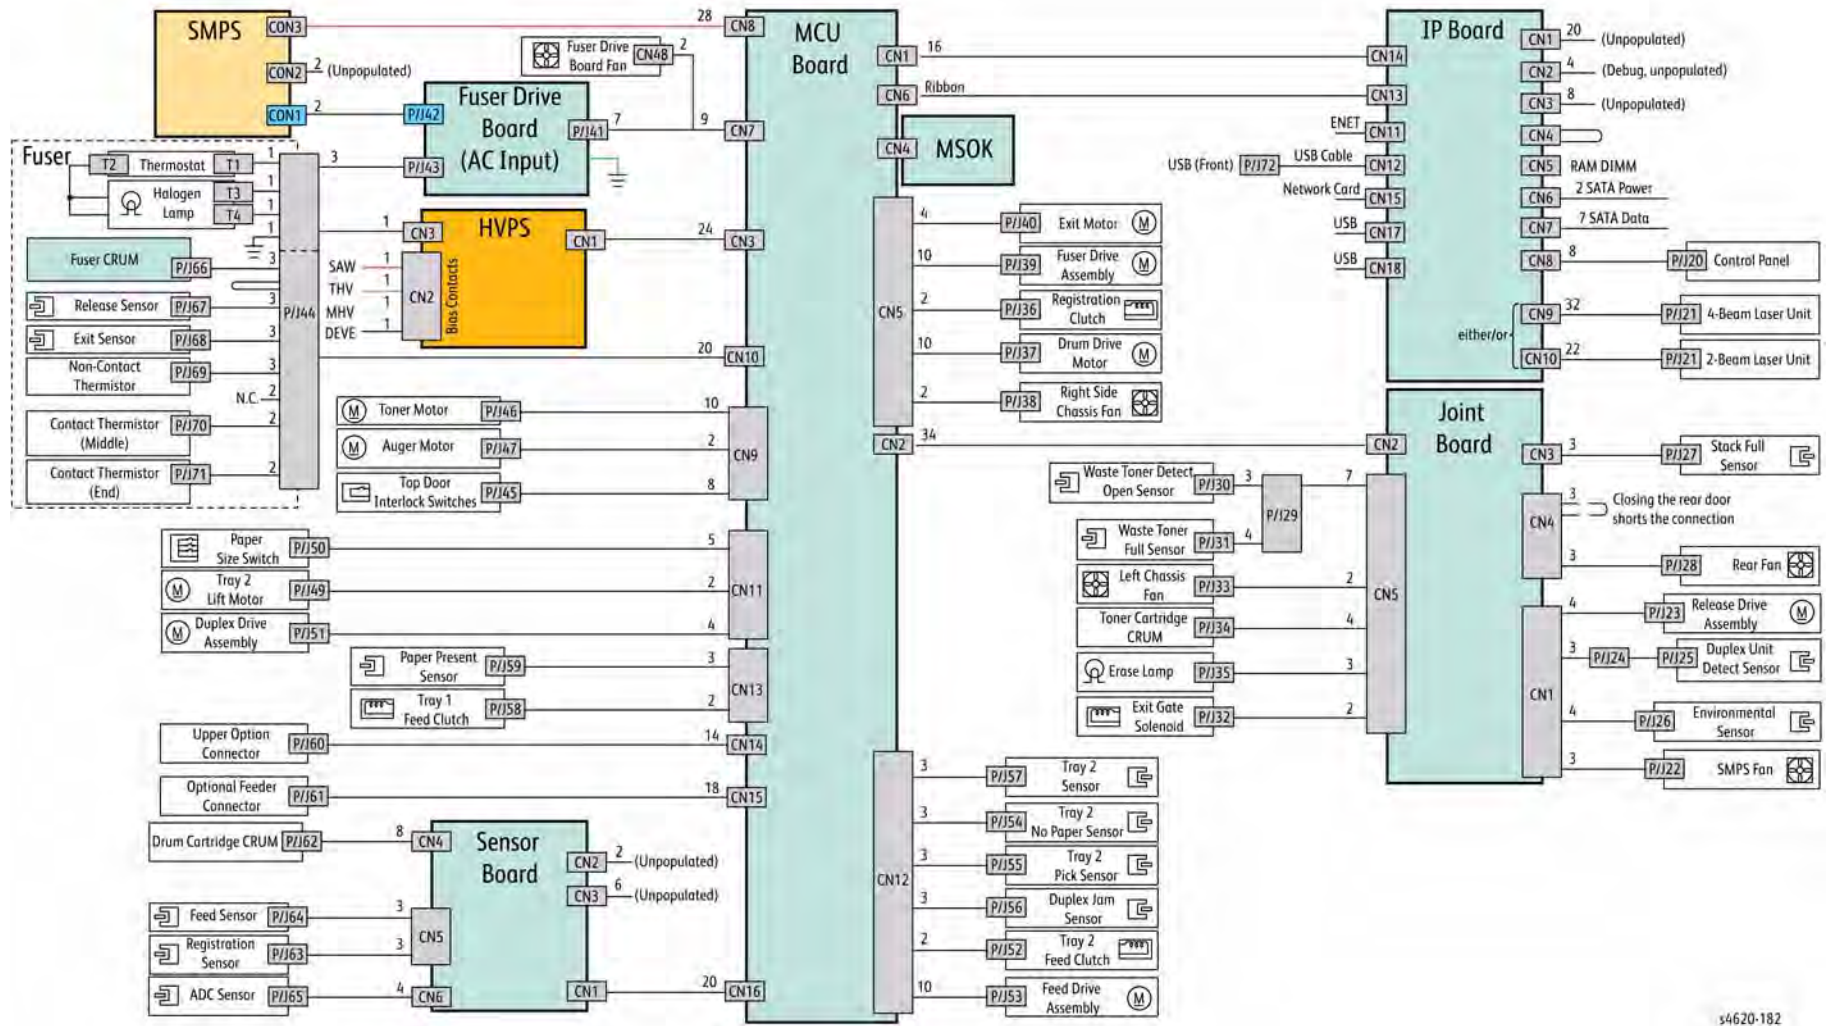 SMPS
CON3
28
CN8
CON2
2
(Unpopulated)
CON1
2
P/J42
Fuser Drive
Board Fan
CN48
2
Fuser Drive
Board
(AC Input)
P/J41
7
9
CN7
P/J43
3
Fuser
T2
Thermostat
T1
1
Halogen
Lamp
T3
1
T4
1
1
Fuser CRUM
P/J66
3
Release Sensor
P/J67
3
Exit Sensor
P/J68
3
Non-Contact
Thermistor
P/J69
3
N.C.
2
Contact Thermistor
(Middle)
P/J70
2
Contact Thermistor
(End)
P/J71
2
P/J44
HVPS
1
CN3
CN1
24
CN3
SAW
1
THV
1
MHV
1
DEVE
1
CN2
Bias Contacts
20
CN10
M
Toner Motor
P/J46
10
M
Auger Motor
P/J47
2
Top Door
Interlock Switches
P/J45
8
CN9
Paper
Size Switch
P/J50
5
M
Tray 2
Lift Motor
P/J49
2
M
Duplex Drive
Assembly
P/J51
4
CN11
Paper Present
Sensor
P/J59
3
Tray 1
Feed Clutch
P/J58
2
CN13
Upper Option
Connector
P/J60
14
CN14
Optional Feeder
Connector
P/J61
18
CN15
Drum Cartridge CRUM
P/J62
8
CN4
Sensor
Board
CN2
2
(Unpopulated)
CN3
6
(Unpopulated)
Feed Sensor
P/J64
3
Registration
Sensor
P/J63
3
CN5
ADC Sensor
P/J65
4
CN6
CN1
20
CN16
MCU
Board
CN1
16
CN14
CN6
Ribbon
CN13
CN4
MSOK
CN5
4
P/J40
Exit Motor
M
10
P/J39
Fuser Drive
Assembly
M
2
P/J36
Registration
Clutch
10
P/J37
Drum Drive
Motor
M
2
P/J38
Right Side
Chassis Fan
CN2
34
CN2
CN12
3
P/J57
Tray 2
Sensor
3
P/J54
Tray 2
No Paper Sensor
3
P/J55
Tray 2
Pick Sensor
3
P/J56
Duplex Jam
Sensor
2
P/J52
Tray 2
Feed Clutch
10
P/J53
Feed Drive
Assembly
M
IP Board
ENET
CN11
USB (Front)
P/J72
USB Cable
CN12
Network Card
CN15
USB
CN17
USB
CN18
CN1
20
(Unpopulated)
CN2
4
(Debug, unpopulated)
CN3
8
(Unpopulated)
CN4
CN5
RAM DIMM
CN6
2 SATA Power
CN7
7 SATA Data
CN8
8
P/J20
Control Panel
either/or
CN9
32
P/J21
4-Beam Laser Unit
CN10
22
P/J21
2-Beam Laser Unit
Joint
Board
Waste Toner Detect
Open Sensor
P/J30
3
7
P/J29
Waste Toner
Full Sensor
P/J31
4
Left Chassis
Fan
P/J33
2
Toner Cartridge
CRUM
P/J34
4
Erase Lamp
P/J35
3
Exit Gate
Solenoid
P/J32
2
CN5
CN3
3
P/J27
Stack Full
Sensor
CN4
3
Closing the rear door
shorts the connection
3
P/J28
Rear Fan
CN1
4
P/J23
Release Drive
Assembly
M
3
P/J24
P/J25
Duplex Unit
Detect Sensor
4
P/J26
Environmental
Sensor
3
P/J22
SMPS Fan
s4620-182